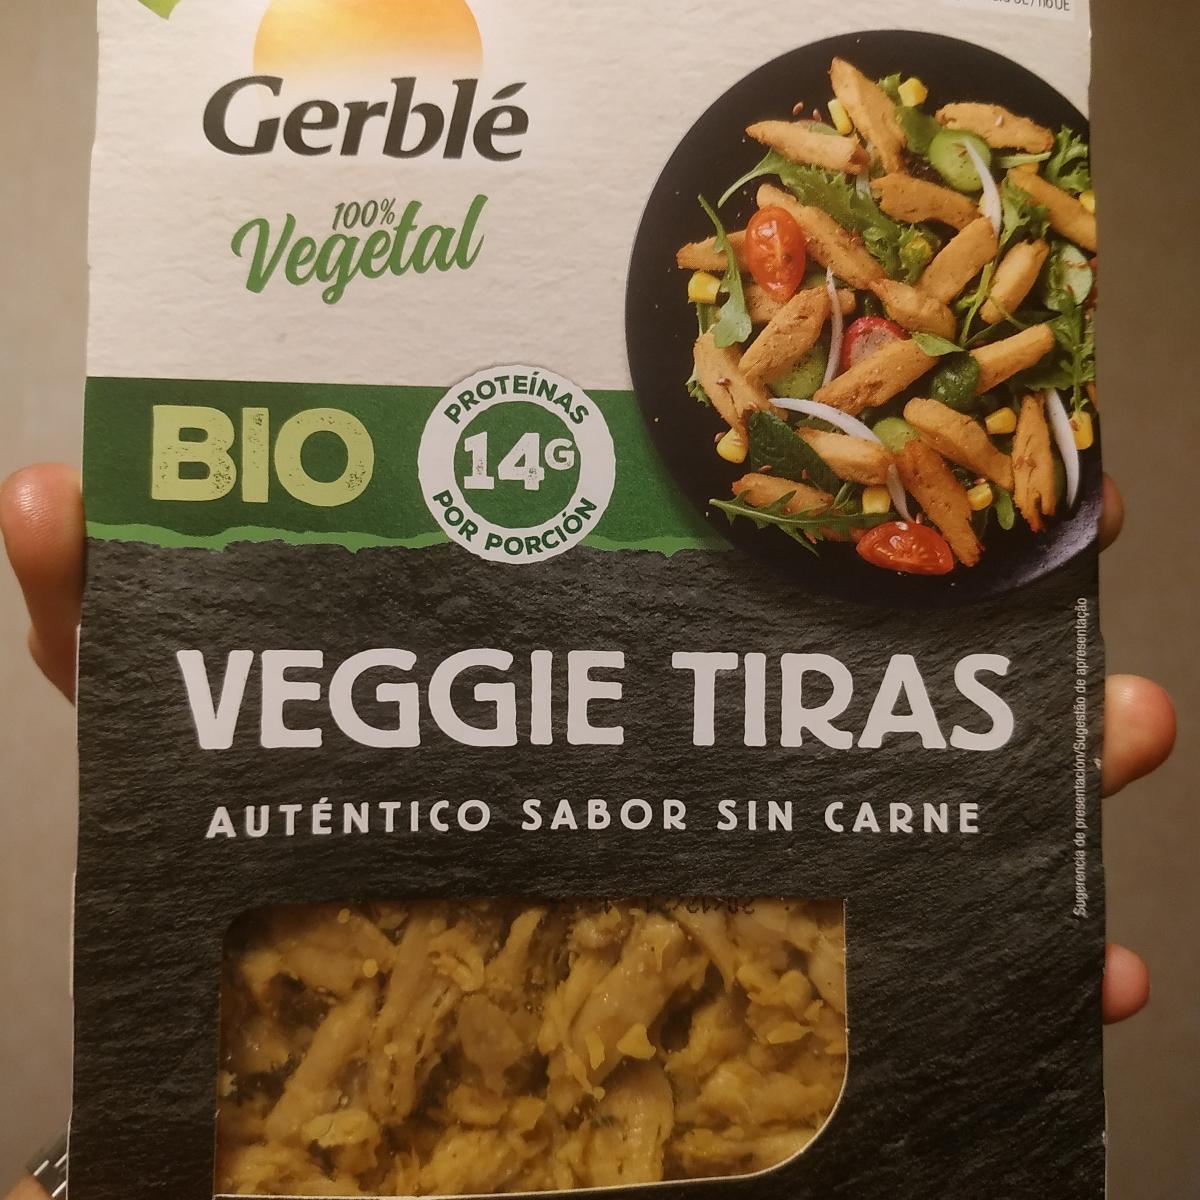 Gerblé
100%
Vegetal
BIO
PROTEÍNAS
14G
POR PORCIÓN
VEGGIE TIRAS
AUTÉNTICO SABOR SIN CARNE
Sugerencia de presentación/Sugestão de apresentação